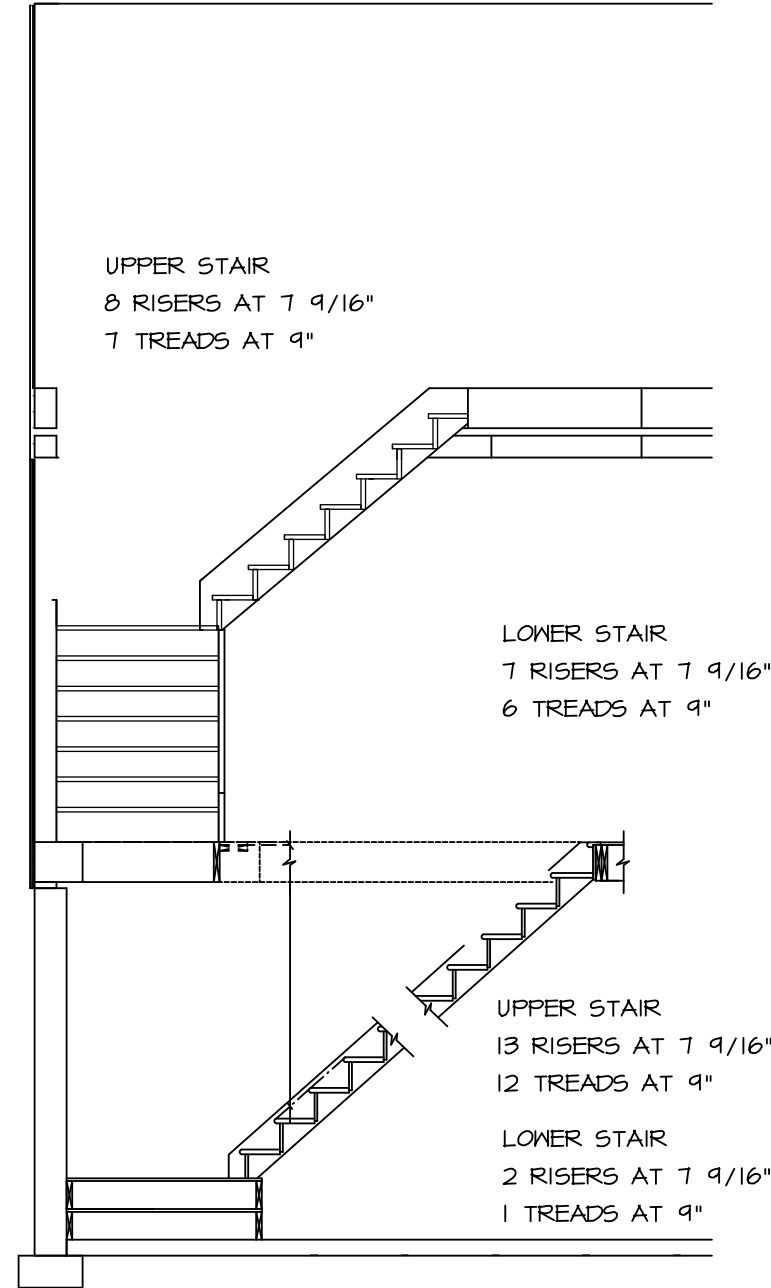 UPPER STAIR
8 RISERS AT 7 9/16"
7 TREADS AT 9"
LOWER STAIR
7 RISERS AT 7 9/16"
6 TREADS AT 9"
UPPER STAIR
13 RISERS AT 7 9/16"
12 TREADS AT 9"
LOWER STAIR
2 RISERS AT 7 9/16"
1 TREADS AT 9"